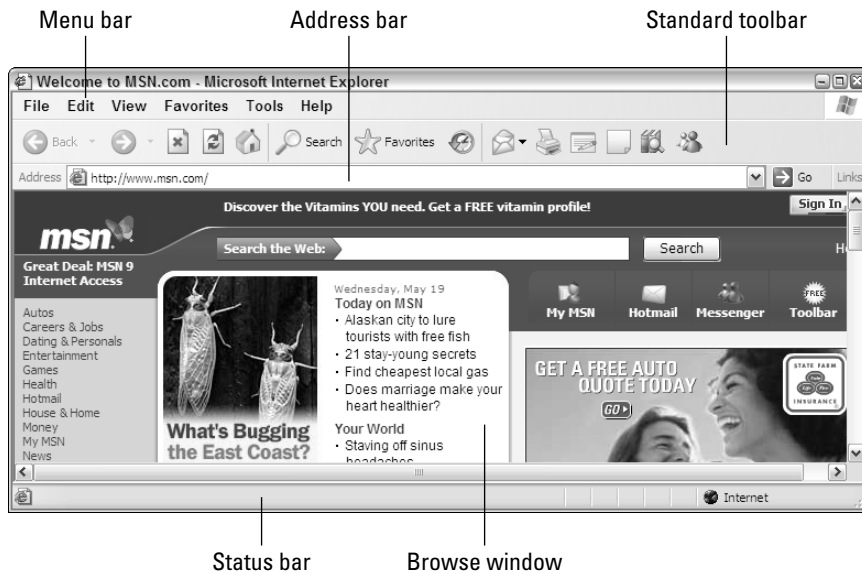 Menu bar
Address bar
Standard toolbar
Welcome to MSN.com - Microsoft Internet Explorer
File Edit View Favorites Tools Help
Back Search Favorites
Address http://www.msn.com/ Go Links
Discover the Vitamins YOU need. Get a FREE vitamin profile!
Sign In
msn
Search the Web:
Search
Great Deal: MSN 9
Internet Access
Autos
Careers & Jobs
Dating & Personals
Entertainment
Games
Health
Hotmail
House & Home
Money
My MSN
News
What's Bugging
the East Coast?
Wednesday, May 19
Today on MSN
· Alaskan city to lure
tourists with free fish
· 21 stay-young secrets
· Find cheapest local gas
· Does marriage make your
heart healthier?
Your World
· Staving off sinus
headaches
My MSN
Hotmail
Messenger
FREE
Toolbar
GET A FREE AUTO
QUOTE TODAY
GO
STATE FARM
INSURANCE
Internet
Status bar
Browse window